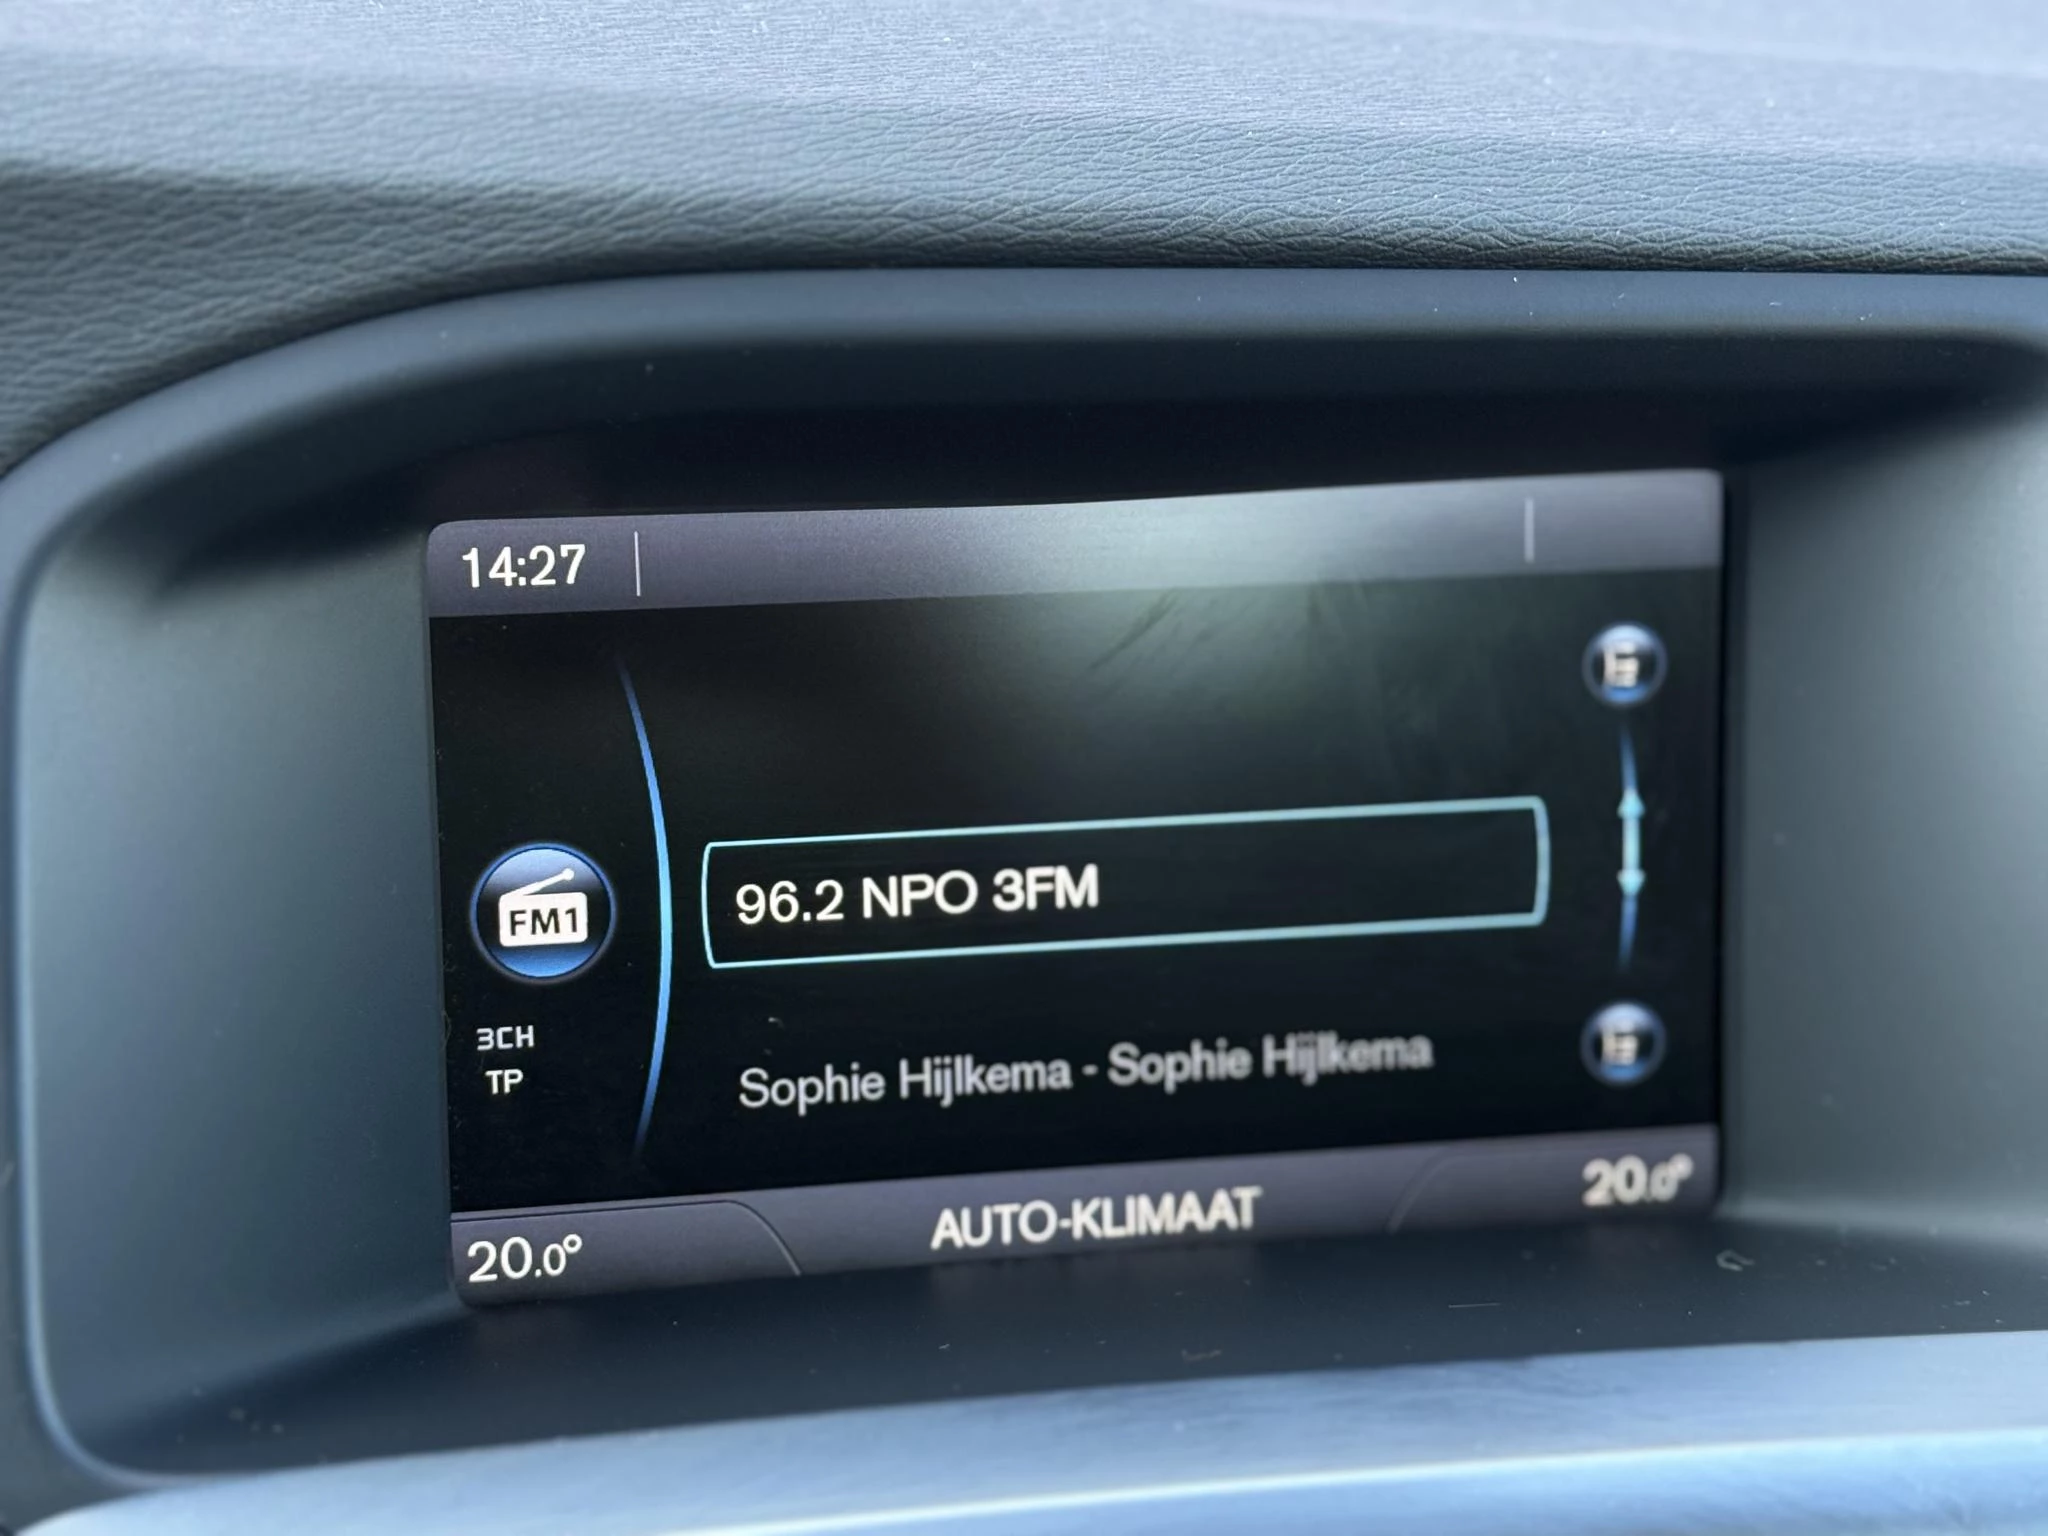 14:27
FM1
96.2 NPO 3FM
3CH
TP
Sophie Hijlkema - Sophie Hijlkema
20.0°
AUTO-KLIMAAT
20.0°